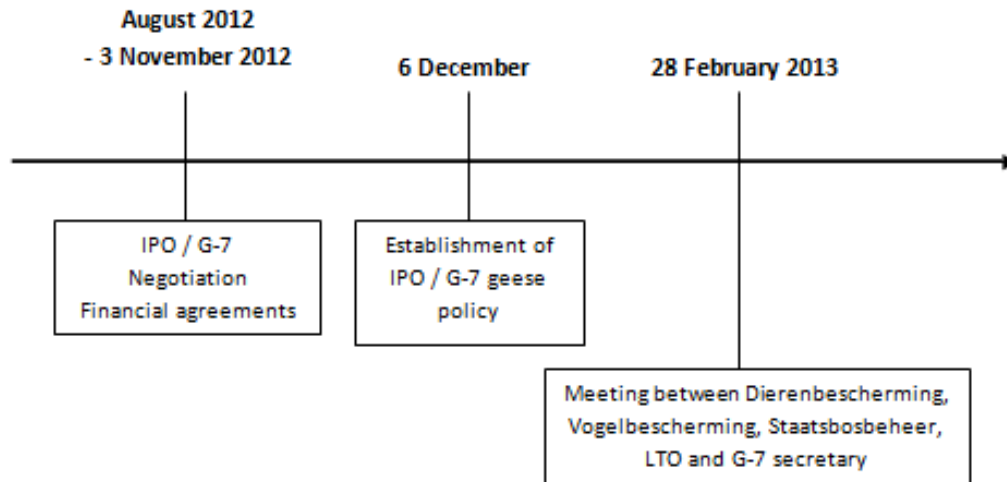 August 2012
- 3 November 2012
6 December
28 February 2013
IPO / G-7
Negotiation
Financial agreements
Establishment of
IPO / G-7 geese
policy
Meeting between Dierenbescherming,
Vogelbescherming, Staatsbosbeheer,
LTO and G-7 secretary